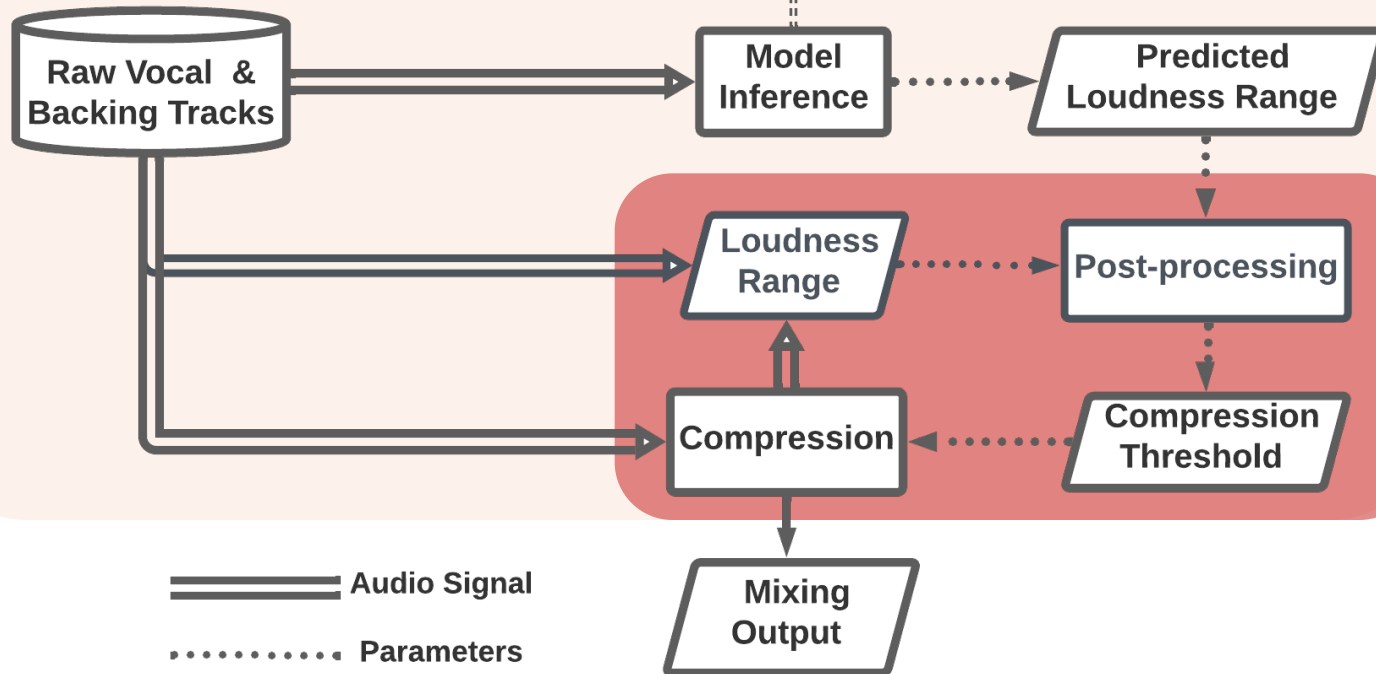 Raw Vocal & 
Backing Tracks
Model
Inference
Predicted
Loudness Range
Loudness
Range
Post-processing
Compression
Compression
Threshold
Mixing
Output
Audio Signal
Parameters